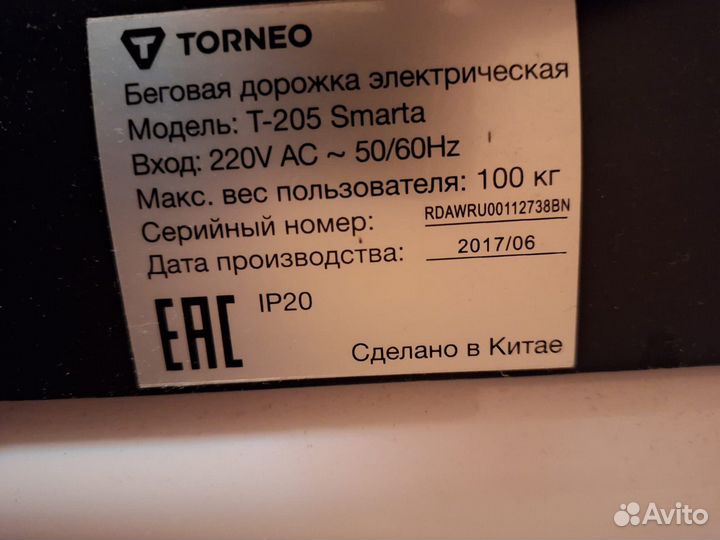 TORNEO
Беговая дорожка электрическая
Модель: T-205 Smarta
Вход: 220V AC ~ 50/60Hz
Макс. вес пользователя: 100 кг
Серийный номер: RDAWRU00112738BN
Дата производства: 2017/06
EAC IP20
Сделано в Китае
Avito